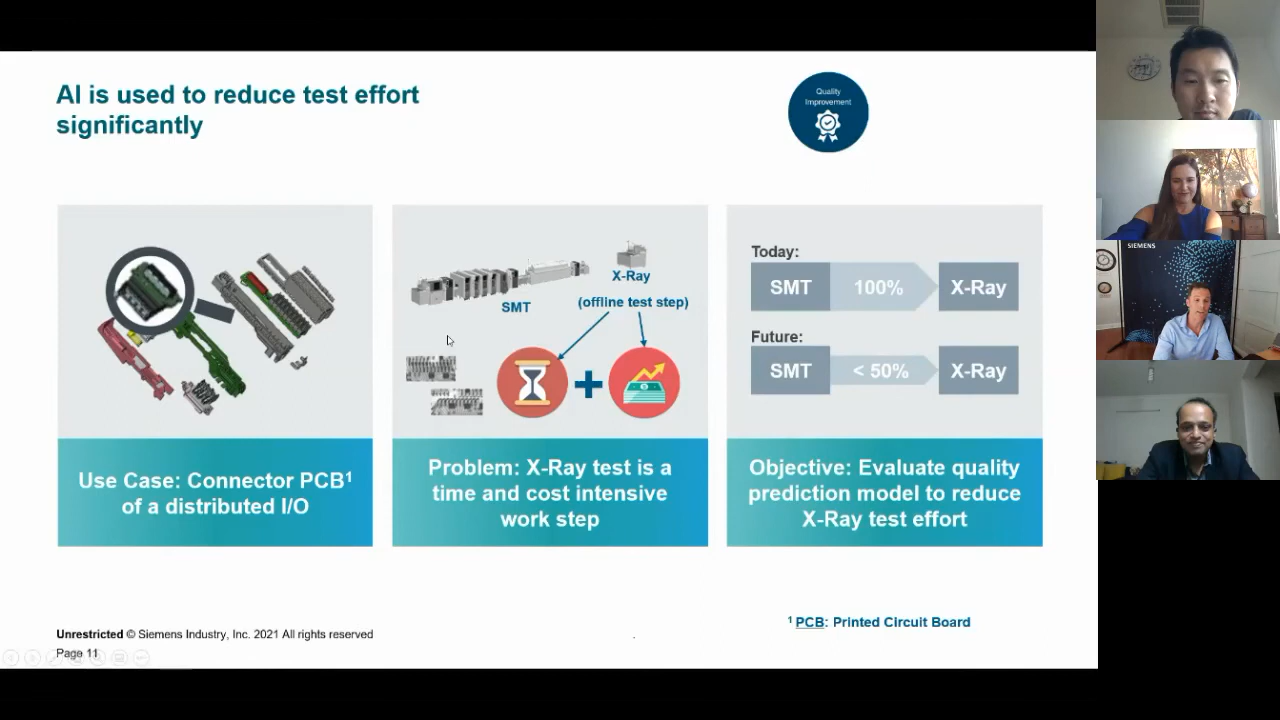 AI is used to reduce test effort
significantly
Quality
Improvement
SMT
X-Ray
(offline test step)
Today:
SMT 100% X-Ray
Future:
SMT < 50% X-Ray
Use Case: Connector PCB¹
of a distributed I/O
Problem: X-Ray test is a
time and cost intensive
work step
Objective: Evaluate quality
prediction model to reduce
X-Ray test effort
¹ PCB: Printed Circuit Board
Unrestricted © Siemens Industry, Inc. 2021 All rights reserved
Page 11
SIEMENS